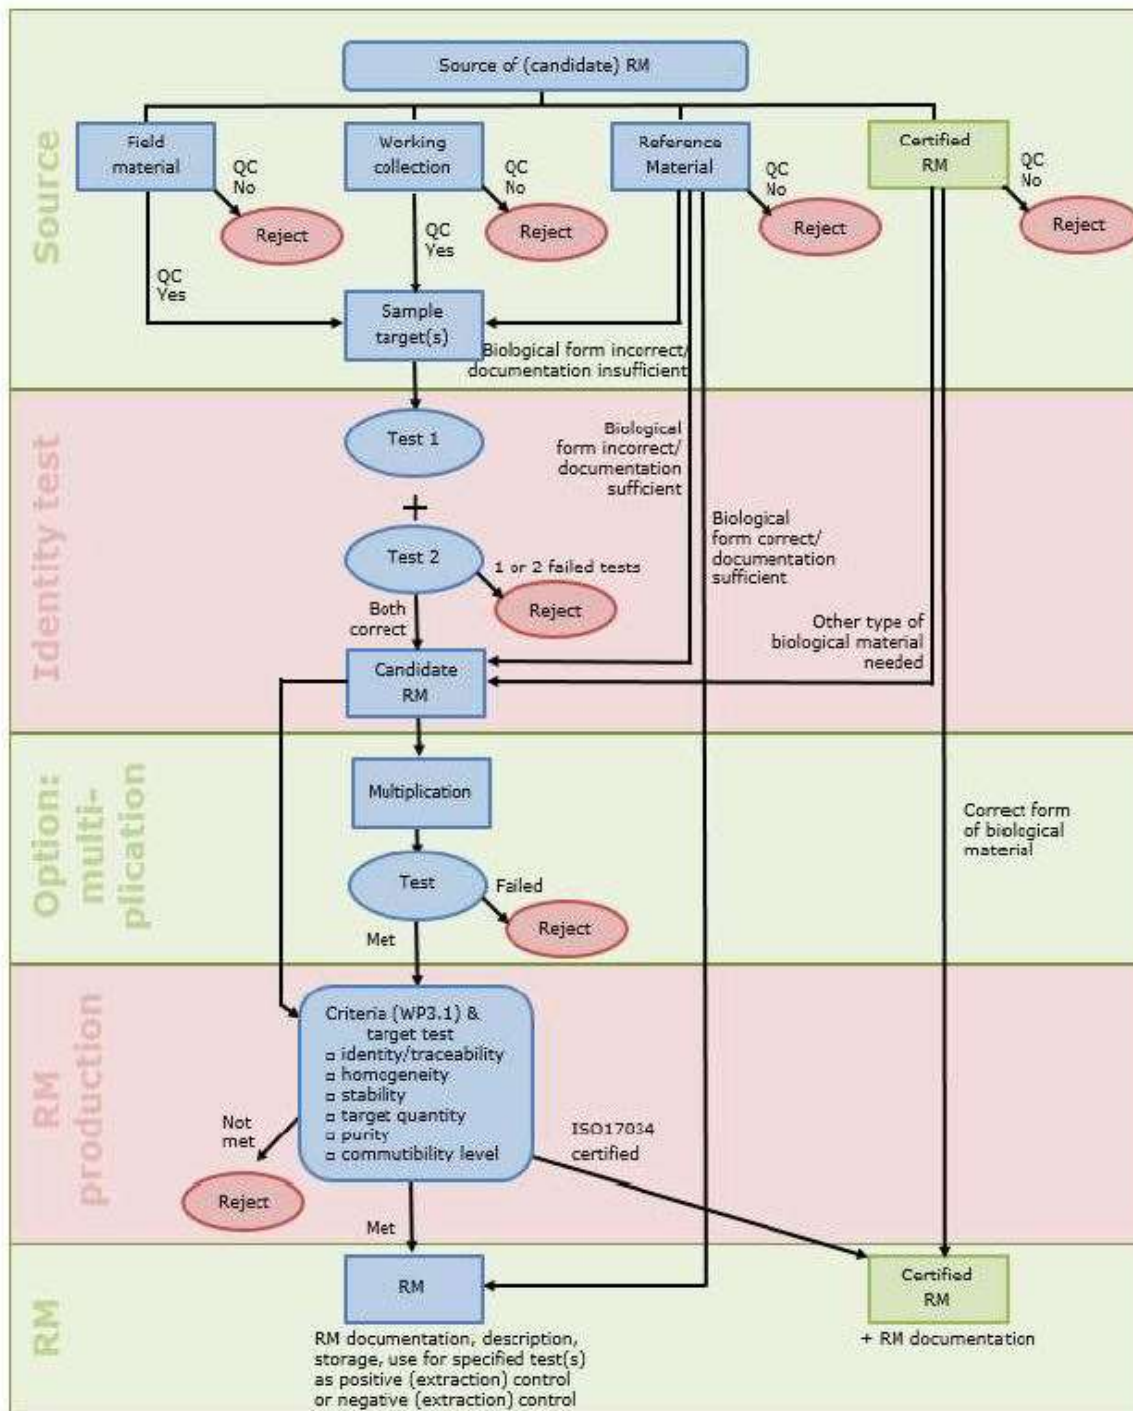 Source
Source of (candidate) RM
Field
material
Working
collection
Reference
Material
Certified
RM
QC
No
QC
No
QC
No
QC
No
Reject
Reject
Reject
Reject
QC
Yes
QC
Yes
Sample
target(s)
Biological form incorrect/
documentation insufficient
Identity test
Test 1
+
Test 2
1 or 2 failed tests
Reject
Both
correct
Candidate
RM
Biological
form incorrect/
documentation
sufficient
Biological
form correct/
documentation
sufficient
Other type of
biological material
needed
Option:
multi-
plication
Multiplication
Test
Failed
Reject
Met
Correct form
of biological
material
RM
production
Criteria (WP3.1) &
target test
□ identity/traceability
□ homogeneity
□ stability
□ target quantity
□ purity
□ commutibility level
Not
met
Reject
ISO17034
certified
Met
RM
RM
Certified
RM
RM documentation, description,
storage, use for specified test(s)
as positive (extraction) control
or negative (extraction) control
+ RM documentation